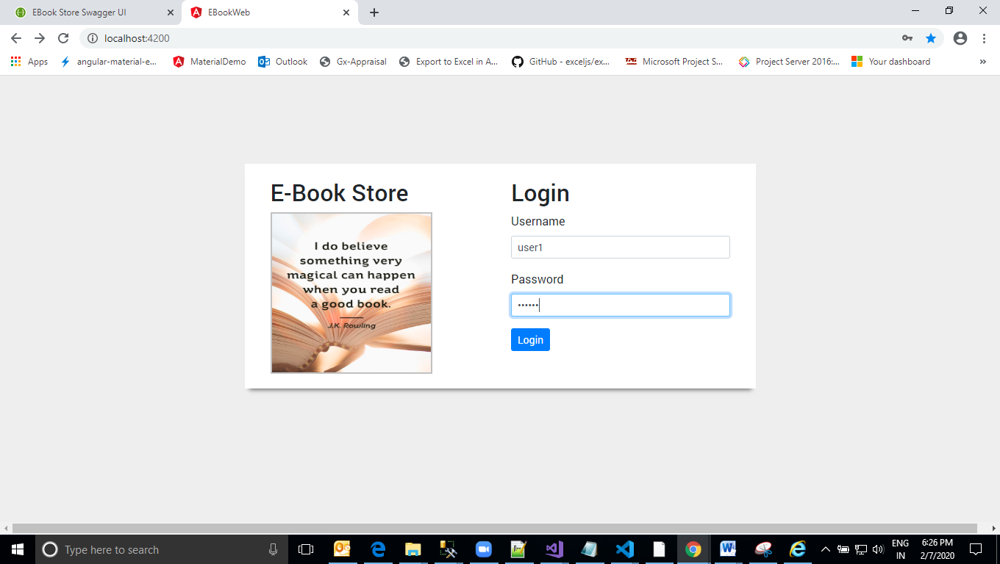 EBook Store Swagger UI
EBookWeb
localhost:4200
Apps
angular-material-e...
MaterialDemo
Outlook
Gx-Appraisal
Export to Excel in A...
GitHub - exceljs/ex...
Microsoft Project S...
Project Server 2016:...
Your dashboard
»
E-Book Store
I do believe
something very
magical can happen
when you read
a good book.
J.K. Rowling
Login
Username
user1
Password
••••••
Login
Type here to search
ENG
IN
6:26 PM
2/7/2020